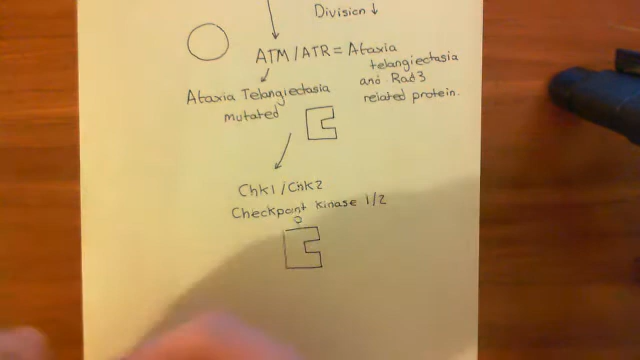 Division ↓
ATM/ATR = Ataxia
telangiectasia
and Rad3
related protein.
Ataxia Telangiectasia
mutated
Chk1/Chk2
Checkpoint kinase 1/2